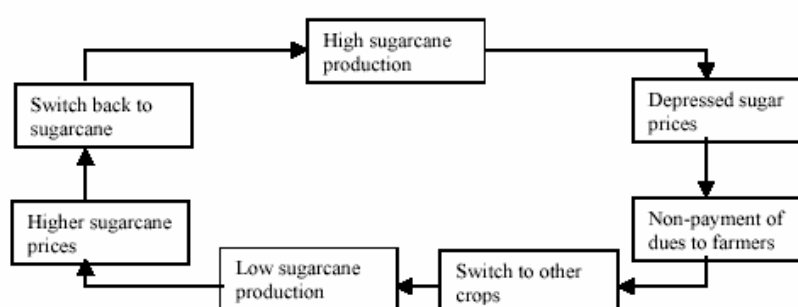 High sugarcane
production
Switch back to
sugarcane
Depressed sugar
prices
Higher sugarcane
prices
Non-payment of
dues to farmers
Low sugarcane
production
Switch to other
crops